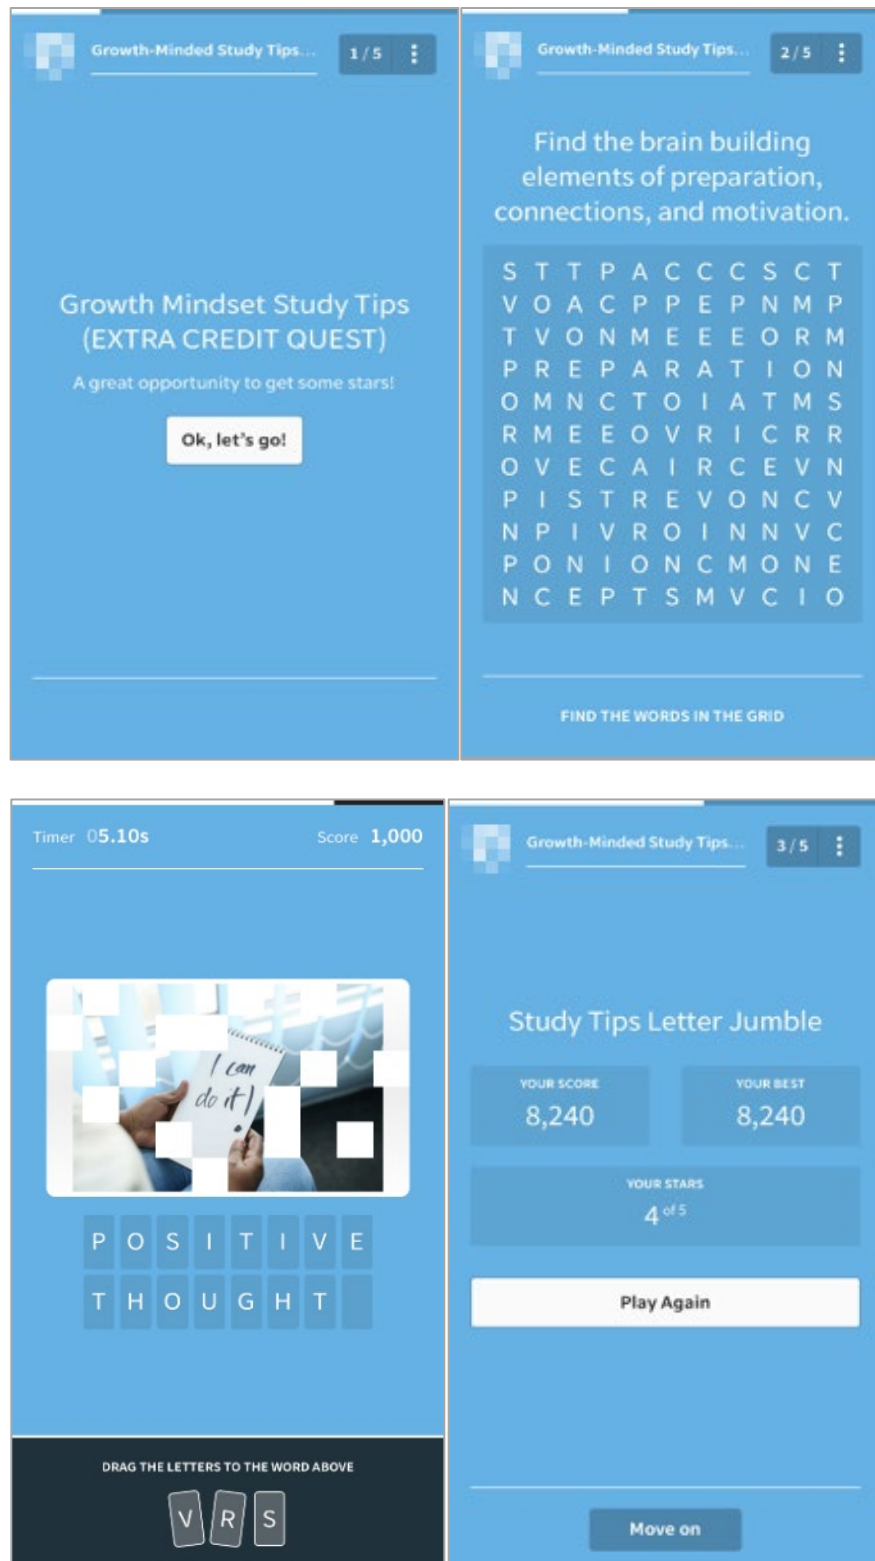 Growth-Minded Study Tips...
1 / 5
Growth Mindset Study Tips
(EXTRA CREDIT QUEST)
A great opportunity to get some stars!
Ok, let's go!
Growth-Minded Study Tips...
2 / 5
Find the brain building
elements of preparation,
connections, and motivation.
S T T P A C C C S C T
V O A C P P E P N M P
T V O N M E E E O R M
P R E P A R A T I O N
O M N C T O I A T M S
R M E E O V R I C R R
O V E C A I R C E V N
P I S T R E V O N C V
N P I V R O I N N V C
P O N I O N C M O N E
N C E P T S M V C I O
FIND THE WORDS IN THE GRID
Timer 05.10s
Score 1,000
I can
do it!
P O S I T I V E
T H O U G H T
DRAG THE LETTERS TO THE WORD ABOVE
V R S
Growth-Minded Study Tips...
3 / 5
Study Tips Letter Jumble
YOUR SCORE
8,240
YOUR BEST
8,240
YOUR STARS
4 of 5
Play Again
Move on